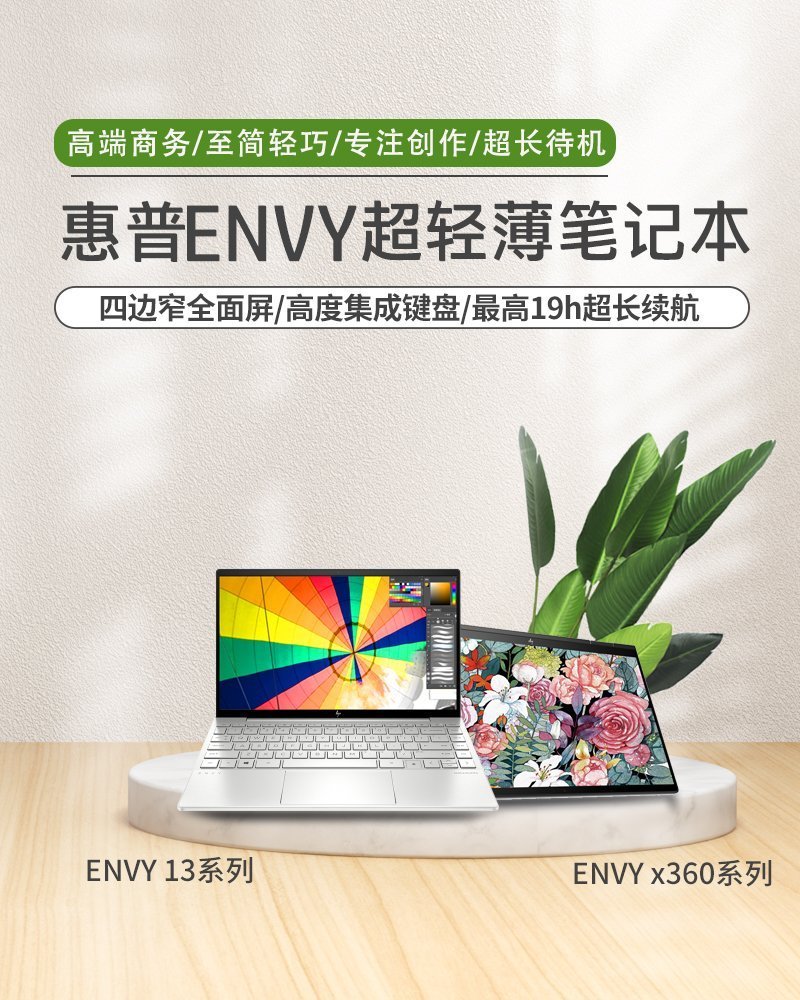 高端商务/至简轻巧/专注创作/超长待机
惠普ENVY超轻薄笔记本
四边窄全面屏/高度集成键盘/最高19h超长续航
ENVY 13系列
ENVY x360系列